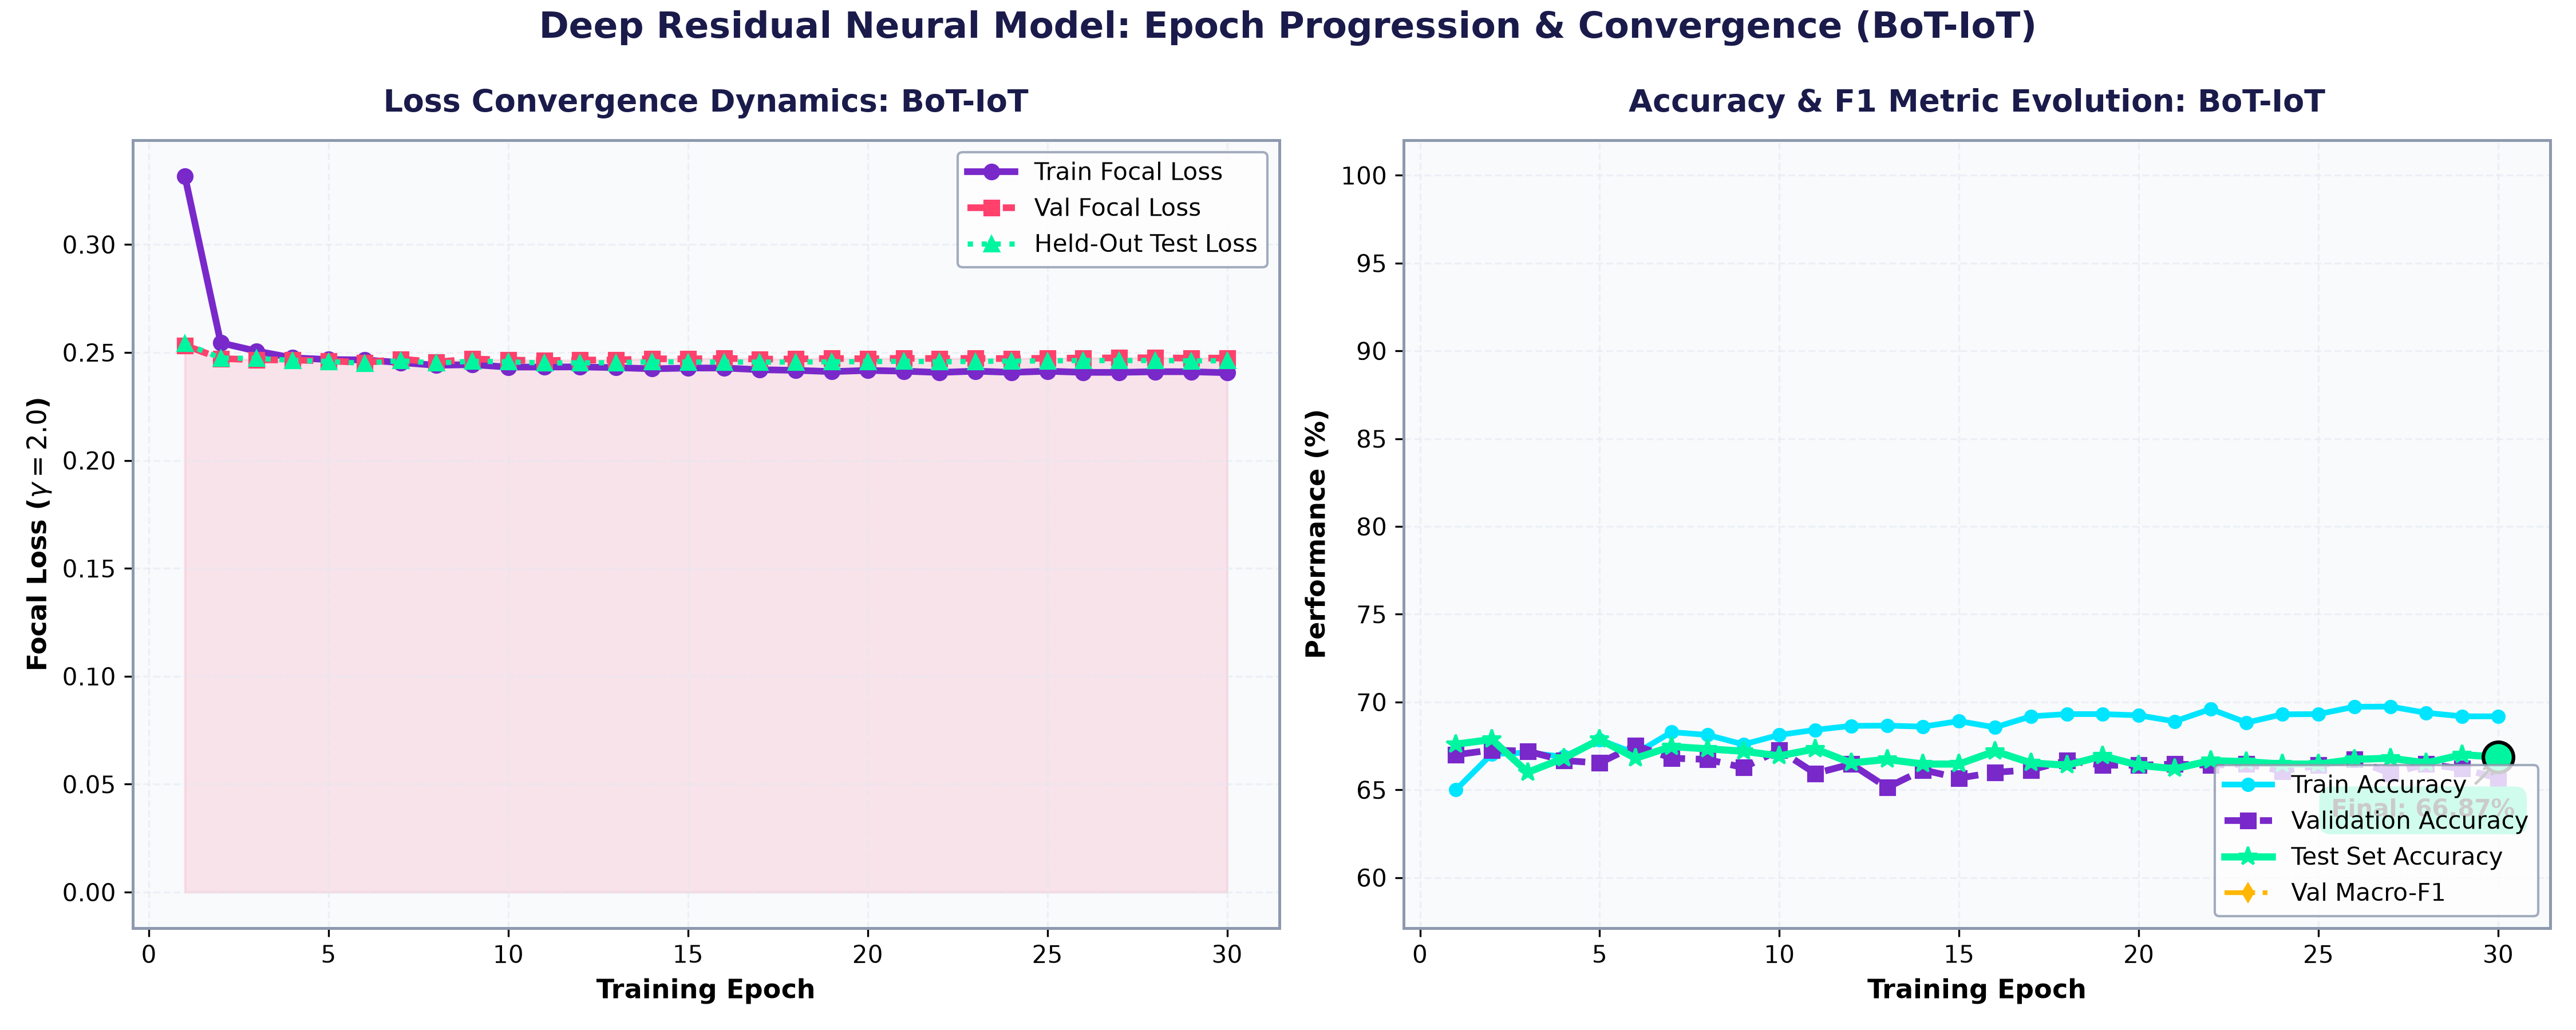 Deep Residual Neural Model: Epoch Progression & Convergence (BoT-IoT)
Loss Convergence Dynamics: BoT-IoT
Focal Loss (γ = 2.0)
0.30
0.25
0.20
0.15
0.10
0.05
0.00
Train Focal Loss
Val Focal Loss
Held-Out Test Loss
0 5 10 15 20 25 30
Training Epoch
Accuracy & F1 Metric Evolution: BoT-IoT
Performance (%)
100
95
90
85
80
75
70
65
60
Final: 66.87%
Train Accuracy
Validation Accuracy
Test Set Accuracy
Val Macro-F1
0 5 10 15 20 25 30
Training Epoch